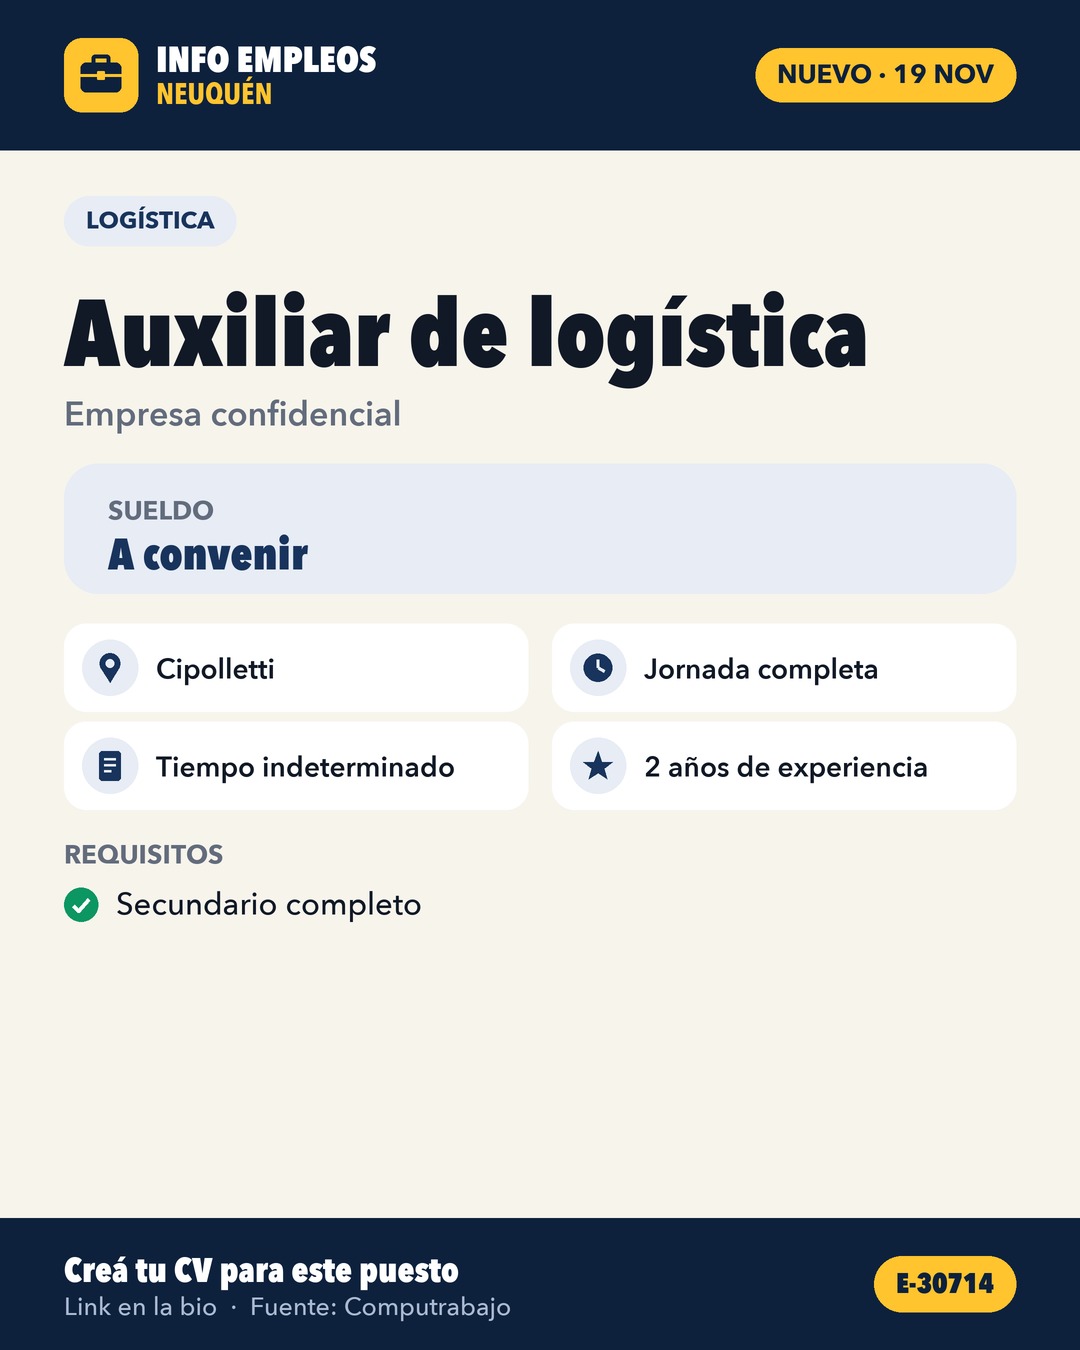 INFO EMPLEOS
NEUQUÉN
NUEVO · 19 NOV
LOGÍSTICA
Auxiliar de logística
Empresa confidencial
SUELDO
A convenir
Cipolletti
Jornada completa
Tiempo indeterminado
2 años de experiencia
REQUISITOS
Secundario completo
Creá tu CV para este puesto
Link en la bio · Fuente: Computrabajo
E-30714